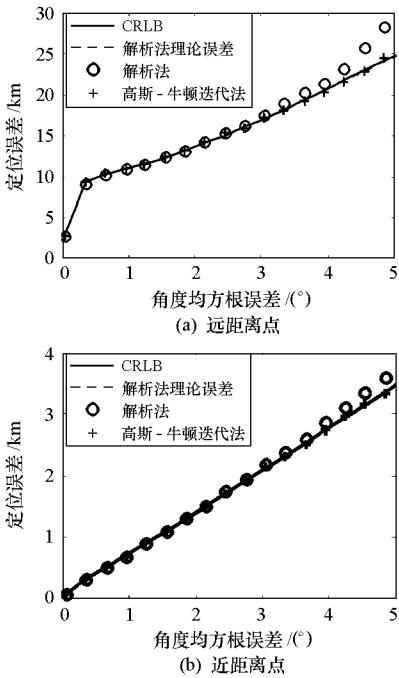 30
25
20
15
10
5
0
定位误差/km
CRLB
解析法理论误差
解析法
高斯-牛顿迭代法
0 1 2 3 4 5
角度均方根误差/(°)
(a) 远距离点
4
3
2
1
0
定位误差/km
CRLB
解析法理论误差
解析法
高斯-牛顿迭代法
0 1 2 3 4 5
角度均方根误差/(°)
(b) 近距离点